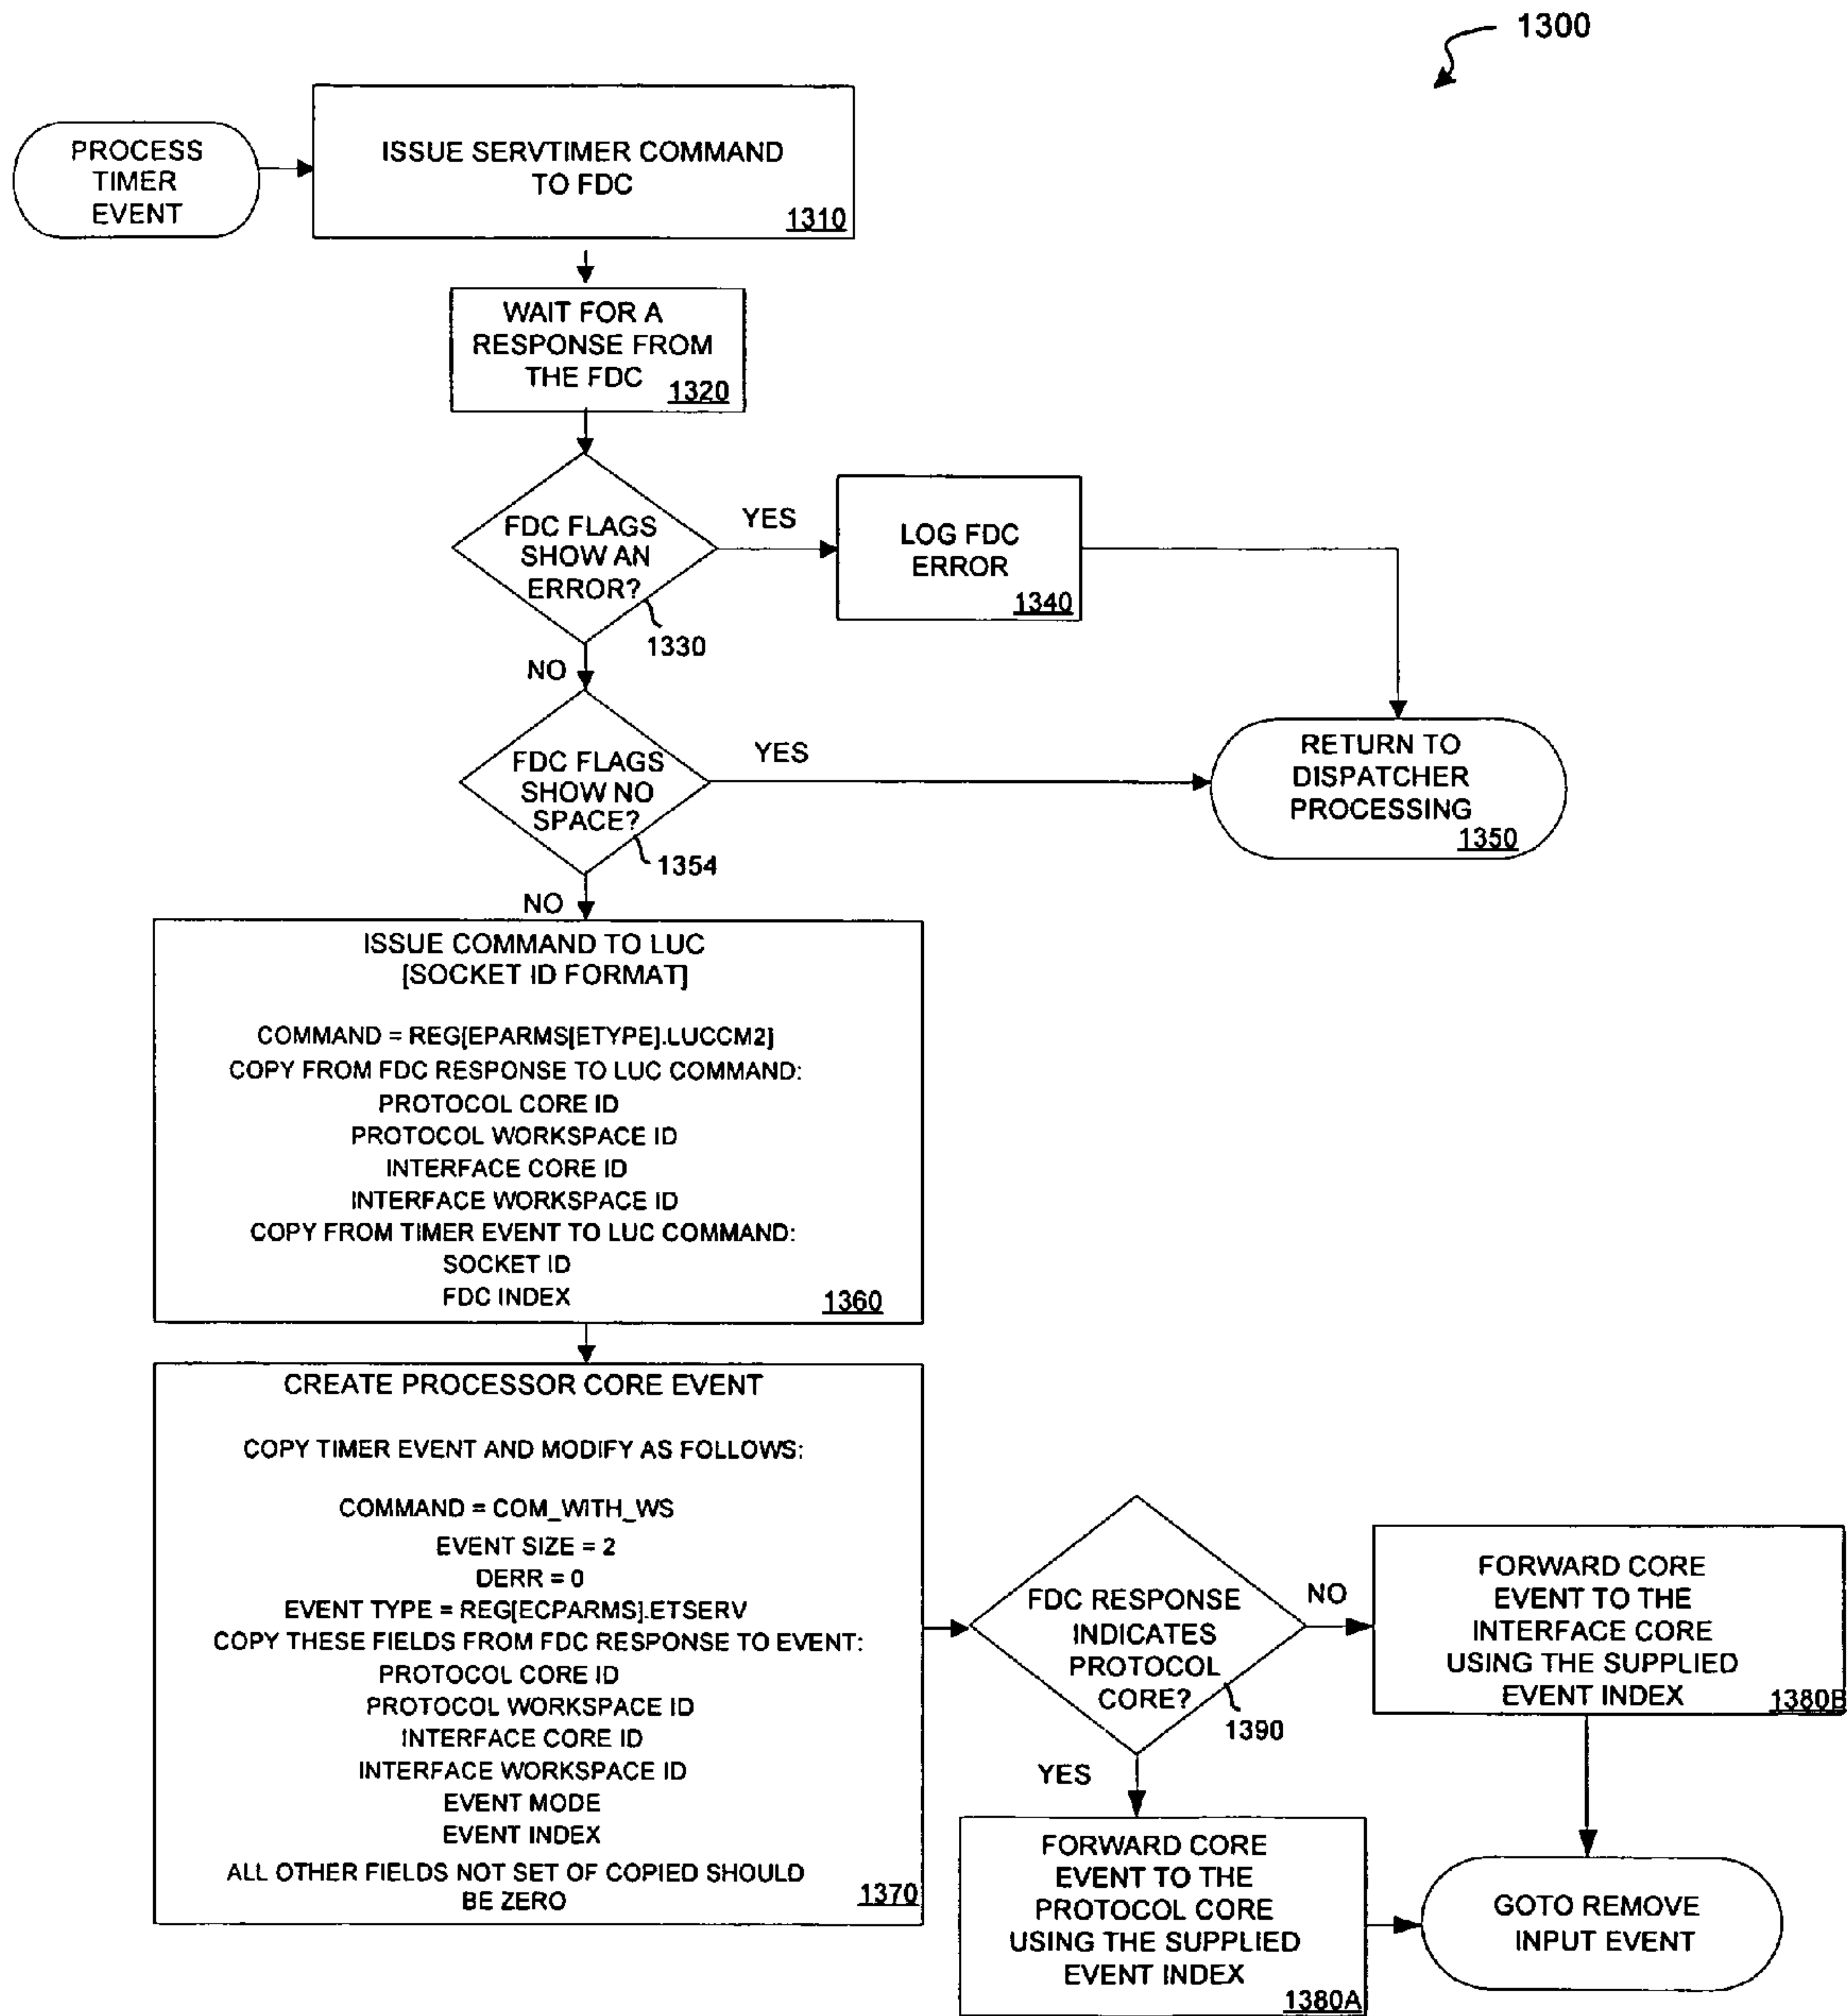 1300
PROCESS
TIMER
EVENT
ISSUE SERVTIMER COMMAND
TO FDC
1310
WAIT FOR A
RESPONSE FROM
THE FDC
1320
FDC FLAGS
SHOW AN
ERROR?
1330
YES
LOG FDC
ERROR
1340
NO
FDC FLAGS
SHOW NO
SPACE?
1354
YES
RETURN TO
DISPATCHER
PROCESSING
1350
NO
ISSUE COMMAND TO LUC
[SOCKET ID FORMAT]
COMMAND = REG[EPARMS[ETYPE].LUCCM2]
COPY FROM FDC RESPONSE TO LUC COMMAND:
PROTOCOL CORE ID
PROTOCOL WORKSPACE ID
INTERFACE CORE ID
INTERFACE WORKSPACE ID
COPY FROM TIMER EVENT TO LUC COMMAND:
SOCKET ID
FDC INDEX
1360
CREATE PROCESSOR CORE EVENT
COPY TIMER EVENT AND MODIFY AS FOLLOWS:
COMMAND = COM_WITH_WS
EVENT SIZE = 2
DERR = 0
EVENT TYPE = REG[ECPARMS].ETSERV
COPY THESE FIELDS FROM FDC RESPONSE TO EVENT:
PROTOCOL CORE ID
PROTOCOL WORKSPACE ID
INTERFACE CORE ID
INTERFACE WORKSPACE ID
EVENT MODE
EVENT INDEX
ALL OTHER FIELDS NOT SET OF COPIED SHOULD
BE ZERO
1370
FDC RESPONSE
INDICATES
PROTOCOL
CORE?
1390
NO
FORWARD CORE
EVENT TO THE
INTERFACE CORE
USING THE SUPPLIED
EVENT INDEX
1380B
YES
FORWARD CORE
EVENT TO THE
PROTOCOL CORE
USING THE SUPPLIED
EVENT INDEX
1380A
GOTO REMOVE
INPUT EVENT